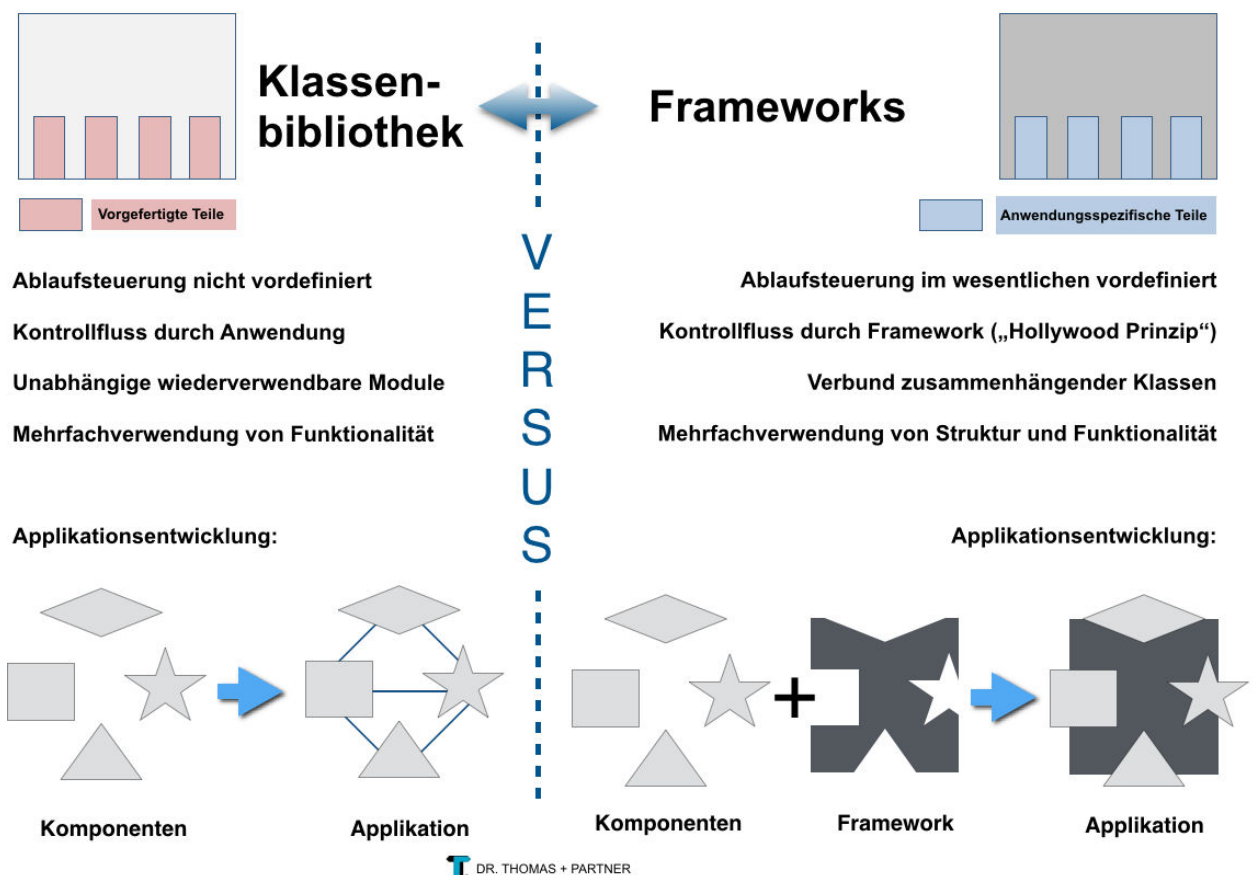 Klassen-
bibliothek
Vorgefertigte Teile
Ablaufsteuerung nicht vordefiniert
Kontrollfluss durch Anwendung
Unabhängige wiederverwendbare Module
Mehrfachverwendung von Funktionalität
Applikationsentwicklung:
Komponenten
Applikation
VERSUS
Frameworks
Anwendungsspezifische Teile
Ablaufsteuerung im wesentlichen vordefiniert
Kontrollfluss durch Framework („Hollywood Prinzip“)
Verbund zusammenhängender Klassen
Mehrfachverwendung von Struktur und Funktionalität
Applikationsentwicklung:
+
Komponenten
Framework
Applikation
DR. THOMAS + PARTNER